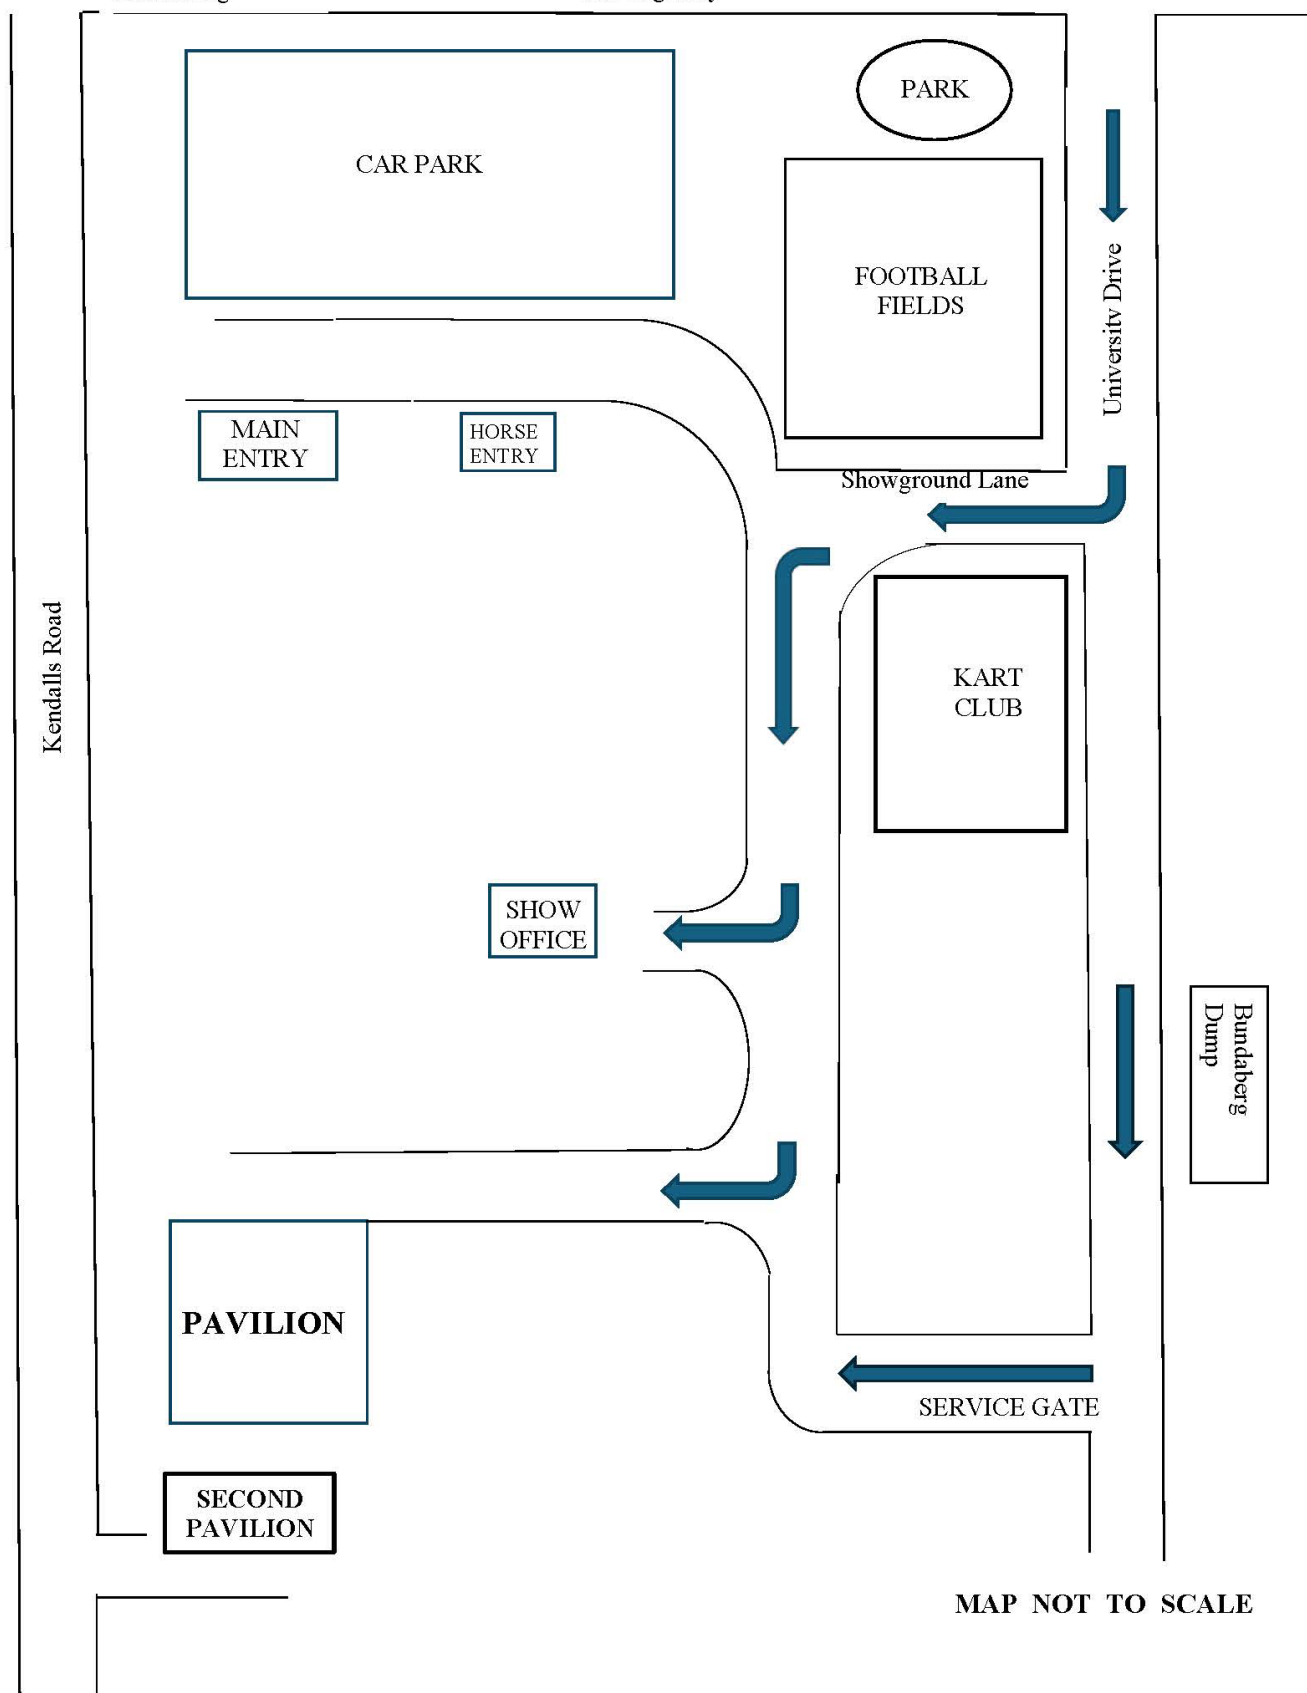 PARK
CAR PARK
FOOTBALL
FIELDS
University Drive
MAIN
ENTRY
HORSE
ENTRY
Showground Lane
Kendalls Road
KART
CLUB
SHOW
OFFICE
Bundaberg
Dump
PAVILION
SERVICE GATE
SECOND
PAVILION
MAP NOT TO SCALE